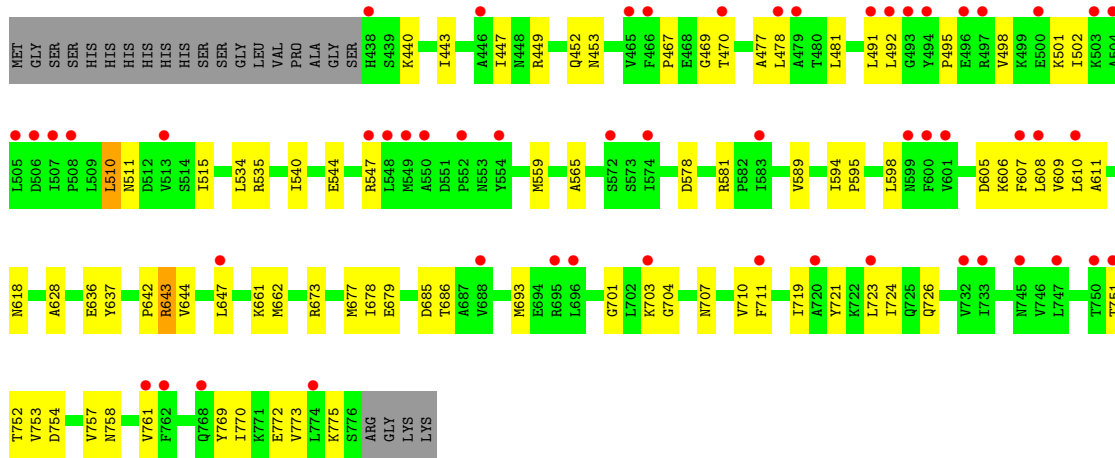 MET GLY SER SER HIS HIS HIS HIS HIS HIS SER SER GLY LEU VAL PRO ALA GLY SER H438 S439 K440 I443 A446 I447 N448 R449 Q452 N453 V465 F466 P467 E468 G469 T470 A477 L478 A479 T480 L481 L491 L492 G493 Y494 P495 E496 R497 V498 K499 E500 K501 I502 K503 A504
L505 D506 I507 P508 L509 L510 N511 D512 V513 S514 I515 L534 R535 I540 E544 R547 L548 M549 A550 D551 P552 N553 Y554 M559 A565 S572 S573 I574 D578 R581 P582 I583 V589 I594 P595 L598 N599 F600 V601 D605 K606 F607 L608 V609 L610 A611
N618 A628 E636 Y637 P642 R643 V644 L647 K661 M662 R673 M677 I678 E679 D685 T686 A687 V688 M693 E694 R695 L696 G701 L702 K703 G704 N707 V710 F711 I719 A720 Y721 K722 L723 I724 Q725 Q726 V732 I733 N745 V746 L747 T750 T751
T752 V753 D754 V757 N758 V761 F762 Q768 Y769 I770 K771 E772 V773 L774 K775 S776 ARG GLY LYS LYS